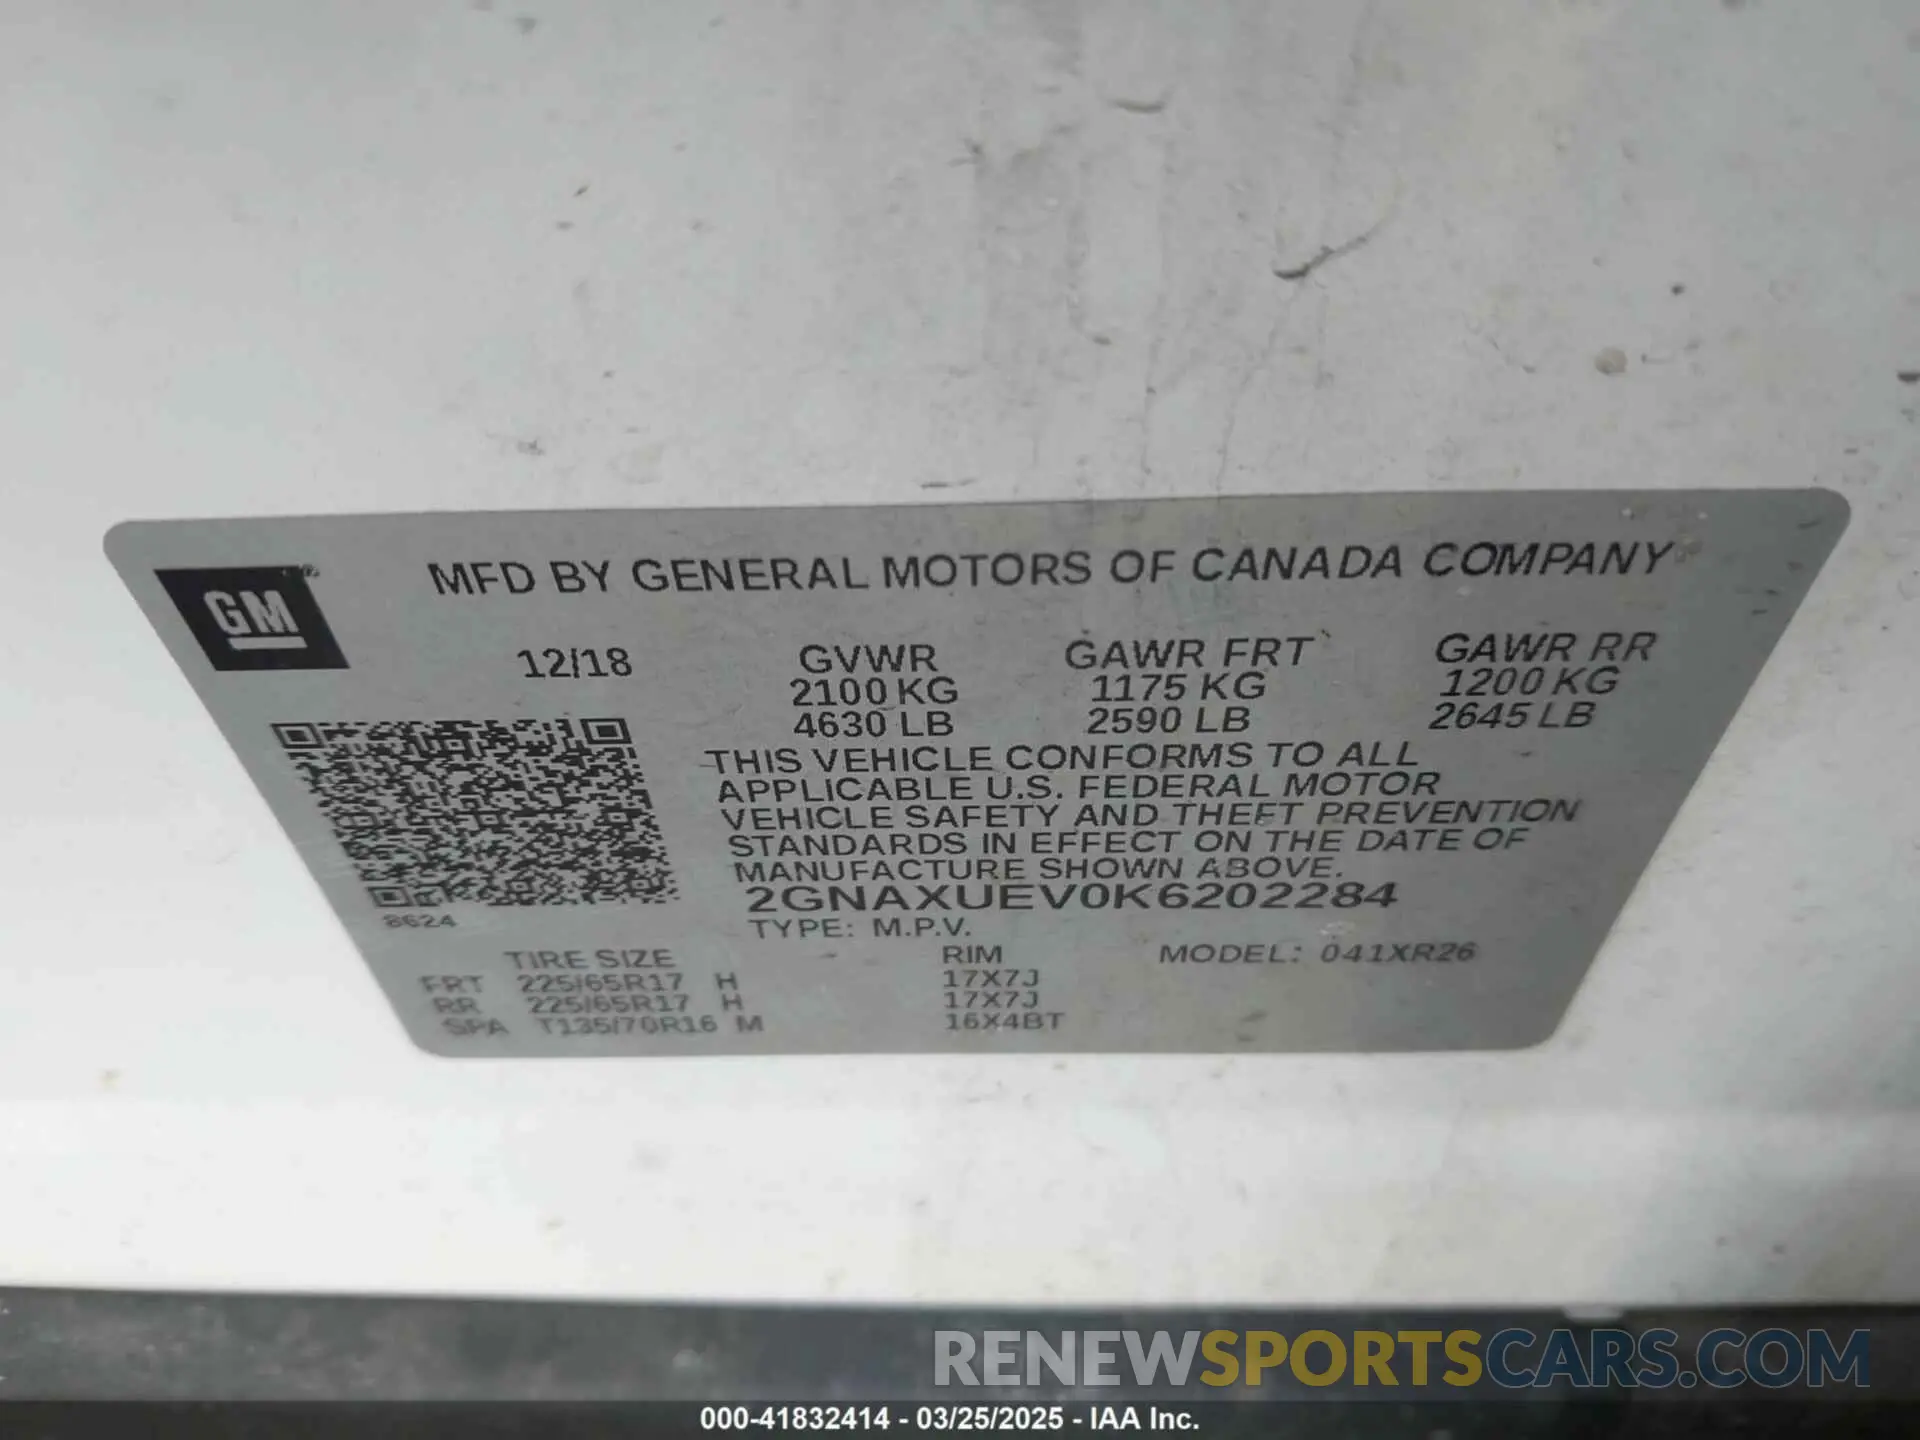 GM
MFD BY GENERAL MOTORS OF CANADA COMPANY
12/18 GVWR GAWR FRT GAWR RR
2100 KG 1175 KG 1200 KG
4630 LB 2590 LB 2645 LB
THIS VEHICLE CONFORMS TO ALL
APPLICABLE U.S. FEDERAL MOTOR
VEHICLE SAFETY AND THEFT PREVENTION
STANDARDS IN EFFECT ON THE DATE OF
MANUFACTURE SHOWN ABOVE.
2GNAXUEV0K6202284
8624 TYPE: M.P.V.
TIRE SIZE RIM MODEL: 041XR26
FRT 225/65R17 H 17X7J
RR 225/65R17 H 17X7J
SPA T135/70R16 M 16X4BT
RENEWSPORTSCARS.COM
000-41832414 - 03/25/2025 - IAA Inc.